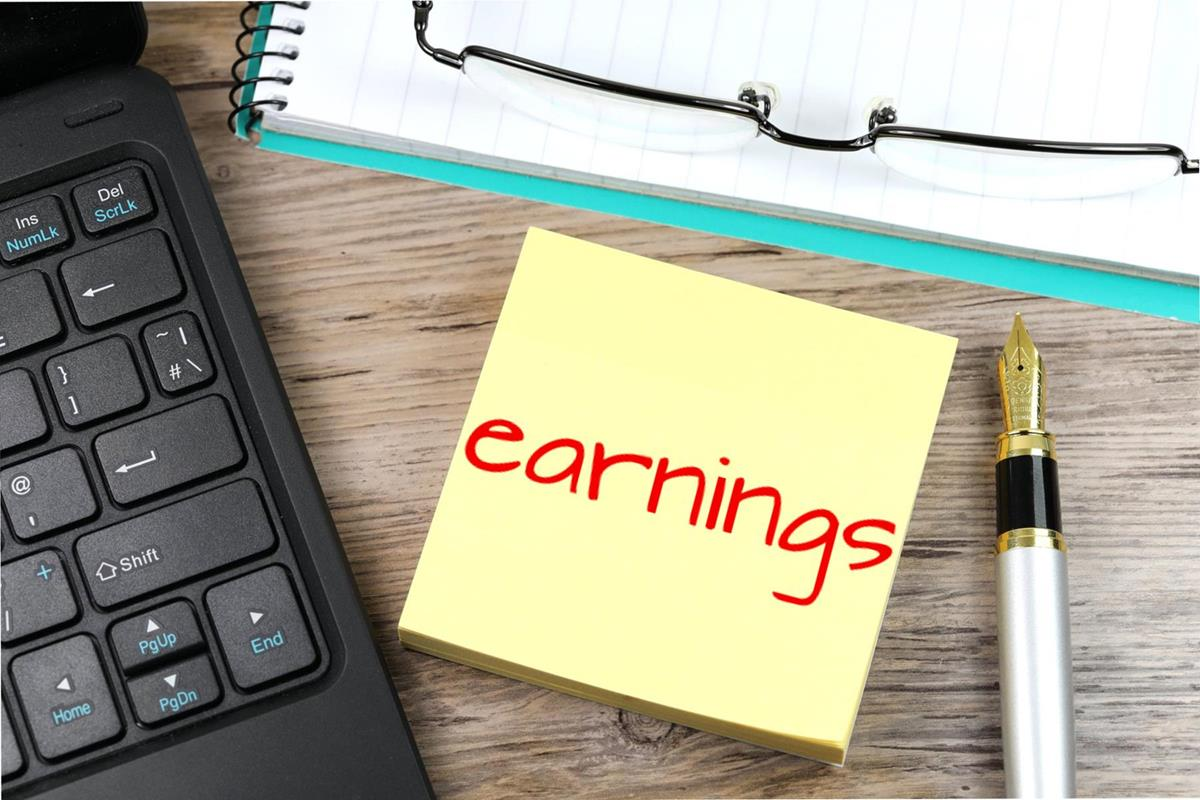 Ins
NumLk
Del
ScrLk
}
]
~ |
# \
@
'
Shift
+
/
PgUp
End
Home
PgDn
earnings